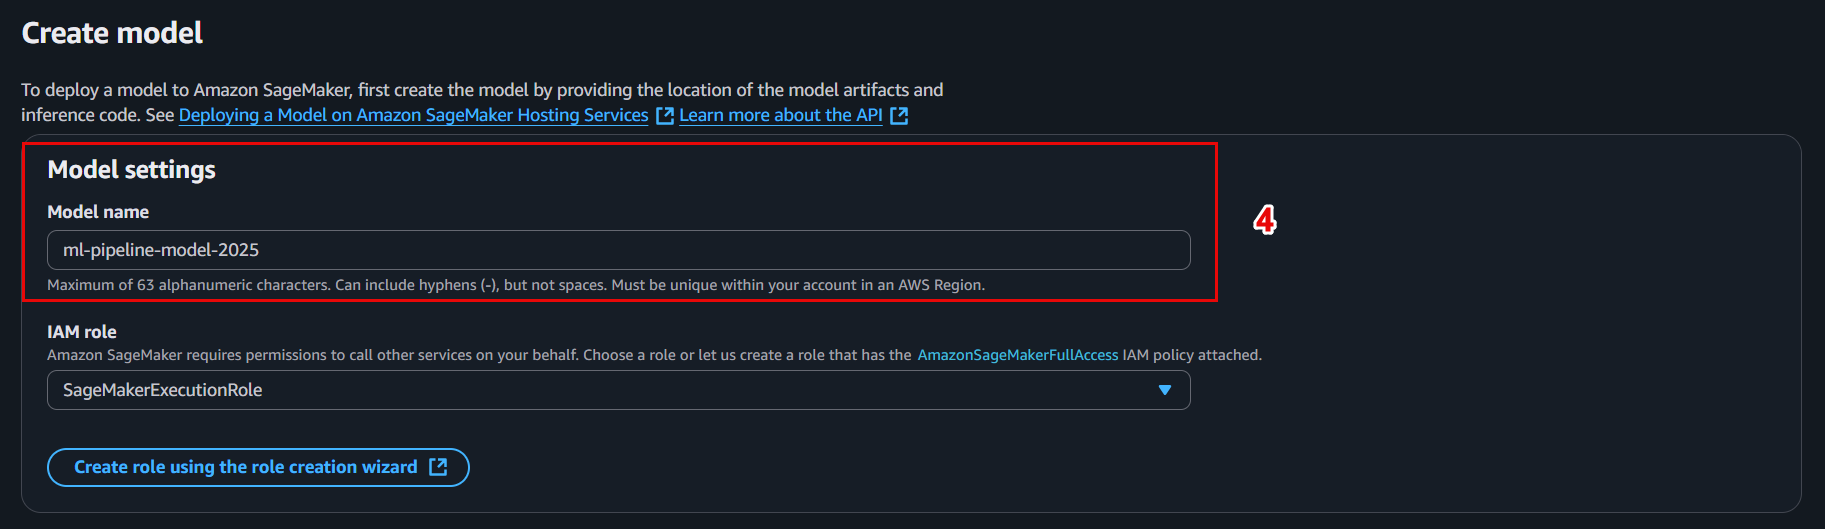 Create model
To deploy a model to Amazon SageMaker, first create the model by providing the location of the model artifacts and
inference code. See Deploying a Model on Amazon SageMaker Hosting Services Learn more about the API
Model settings
Model name
ml-pipeline-model-2025
Maximum of 63 alphanumeric characters. Can include hyphens (-), but not spaces. Must be unique within your account in an AWS Region.
4
IAM role
Amazon SageMaker requires permissions to call other services on your behalf. Choose a role or let us create a role that has the AmazonSageMakerFullAccess IAM policy attached.
SageMakerExecutionRole
Create role using the role creation wizard